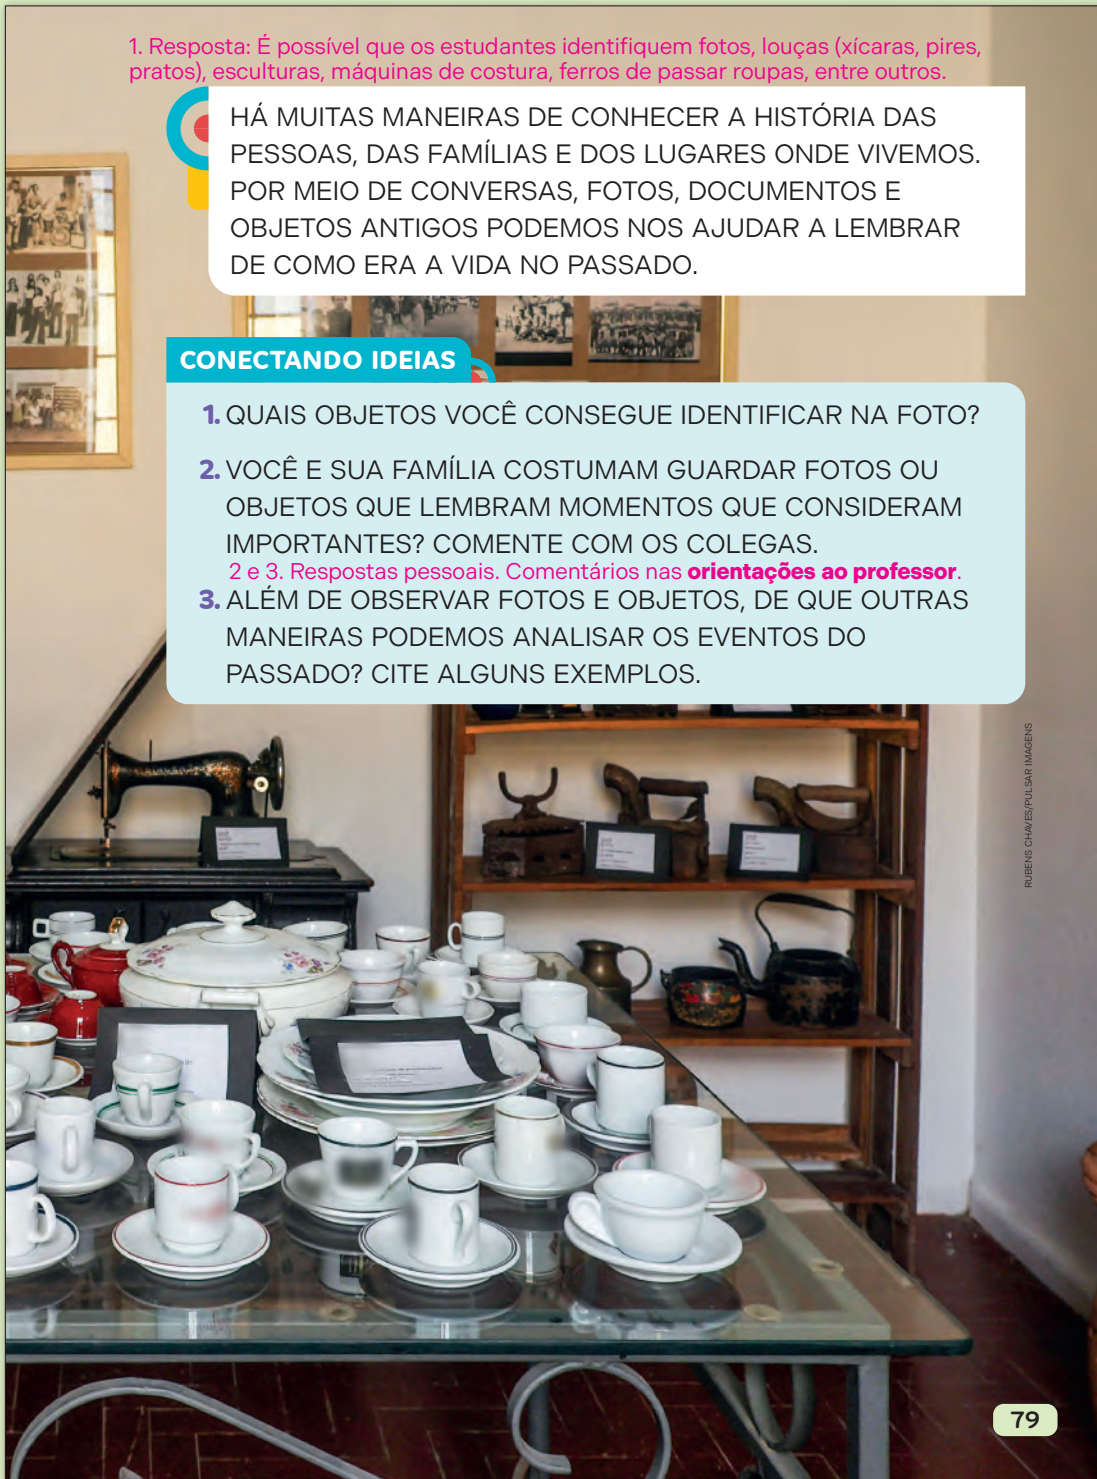 1. Resposta: É possível que os estudantes identifiquem fotos, louças (xícaras, pires,
pratos), esculturas, máquinas de costura, ferros de passar roupas, entre outros.
HÁ MUITAS MANEIRAS DE CONHECER A HISTÓRIA DAS
PESSOAS, DAS FAMÍLIAS E DOS LUGARES ONDE VIVEMOS.
POR MEIO DE CONVERSAS, FOTOS, DOCUMENTOS E
OBJETOS ANTIGOS PODEMOS NOS AJUDAR A LEMBRAR
DE COMO ERA A VIDA NO PASSADO.
CONECTANDO IDEIAS
1. QUAIS OBJETOS VOCÊ CONSEGUE IDENTIFICAR NA FOTO?
2. VOCÊ E SUA FAMÍLIA COSTUMAM GUARDAR FOTOS OU
OBJETOS QUE LEMBRAM MOMENTOS QUE CONSIDERAM
IMPORTANTES? COMENTE COM OS COLEGAS.
2 e 3. Respostas pessoais. Comentários nas orientações ao professor.
3. ALÉM DE OBSERVAR FOTOS E OBJETOS, DE QUE OUTRAS
MANEIRAS PODEMOS ANALISAR OS EVENTOS DO
PASSADO? CITE ALGUNS EXEMPLOS.
RUBENS CHAVES/PULSAR IMAGENS
79